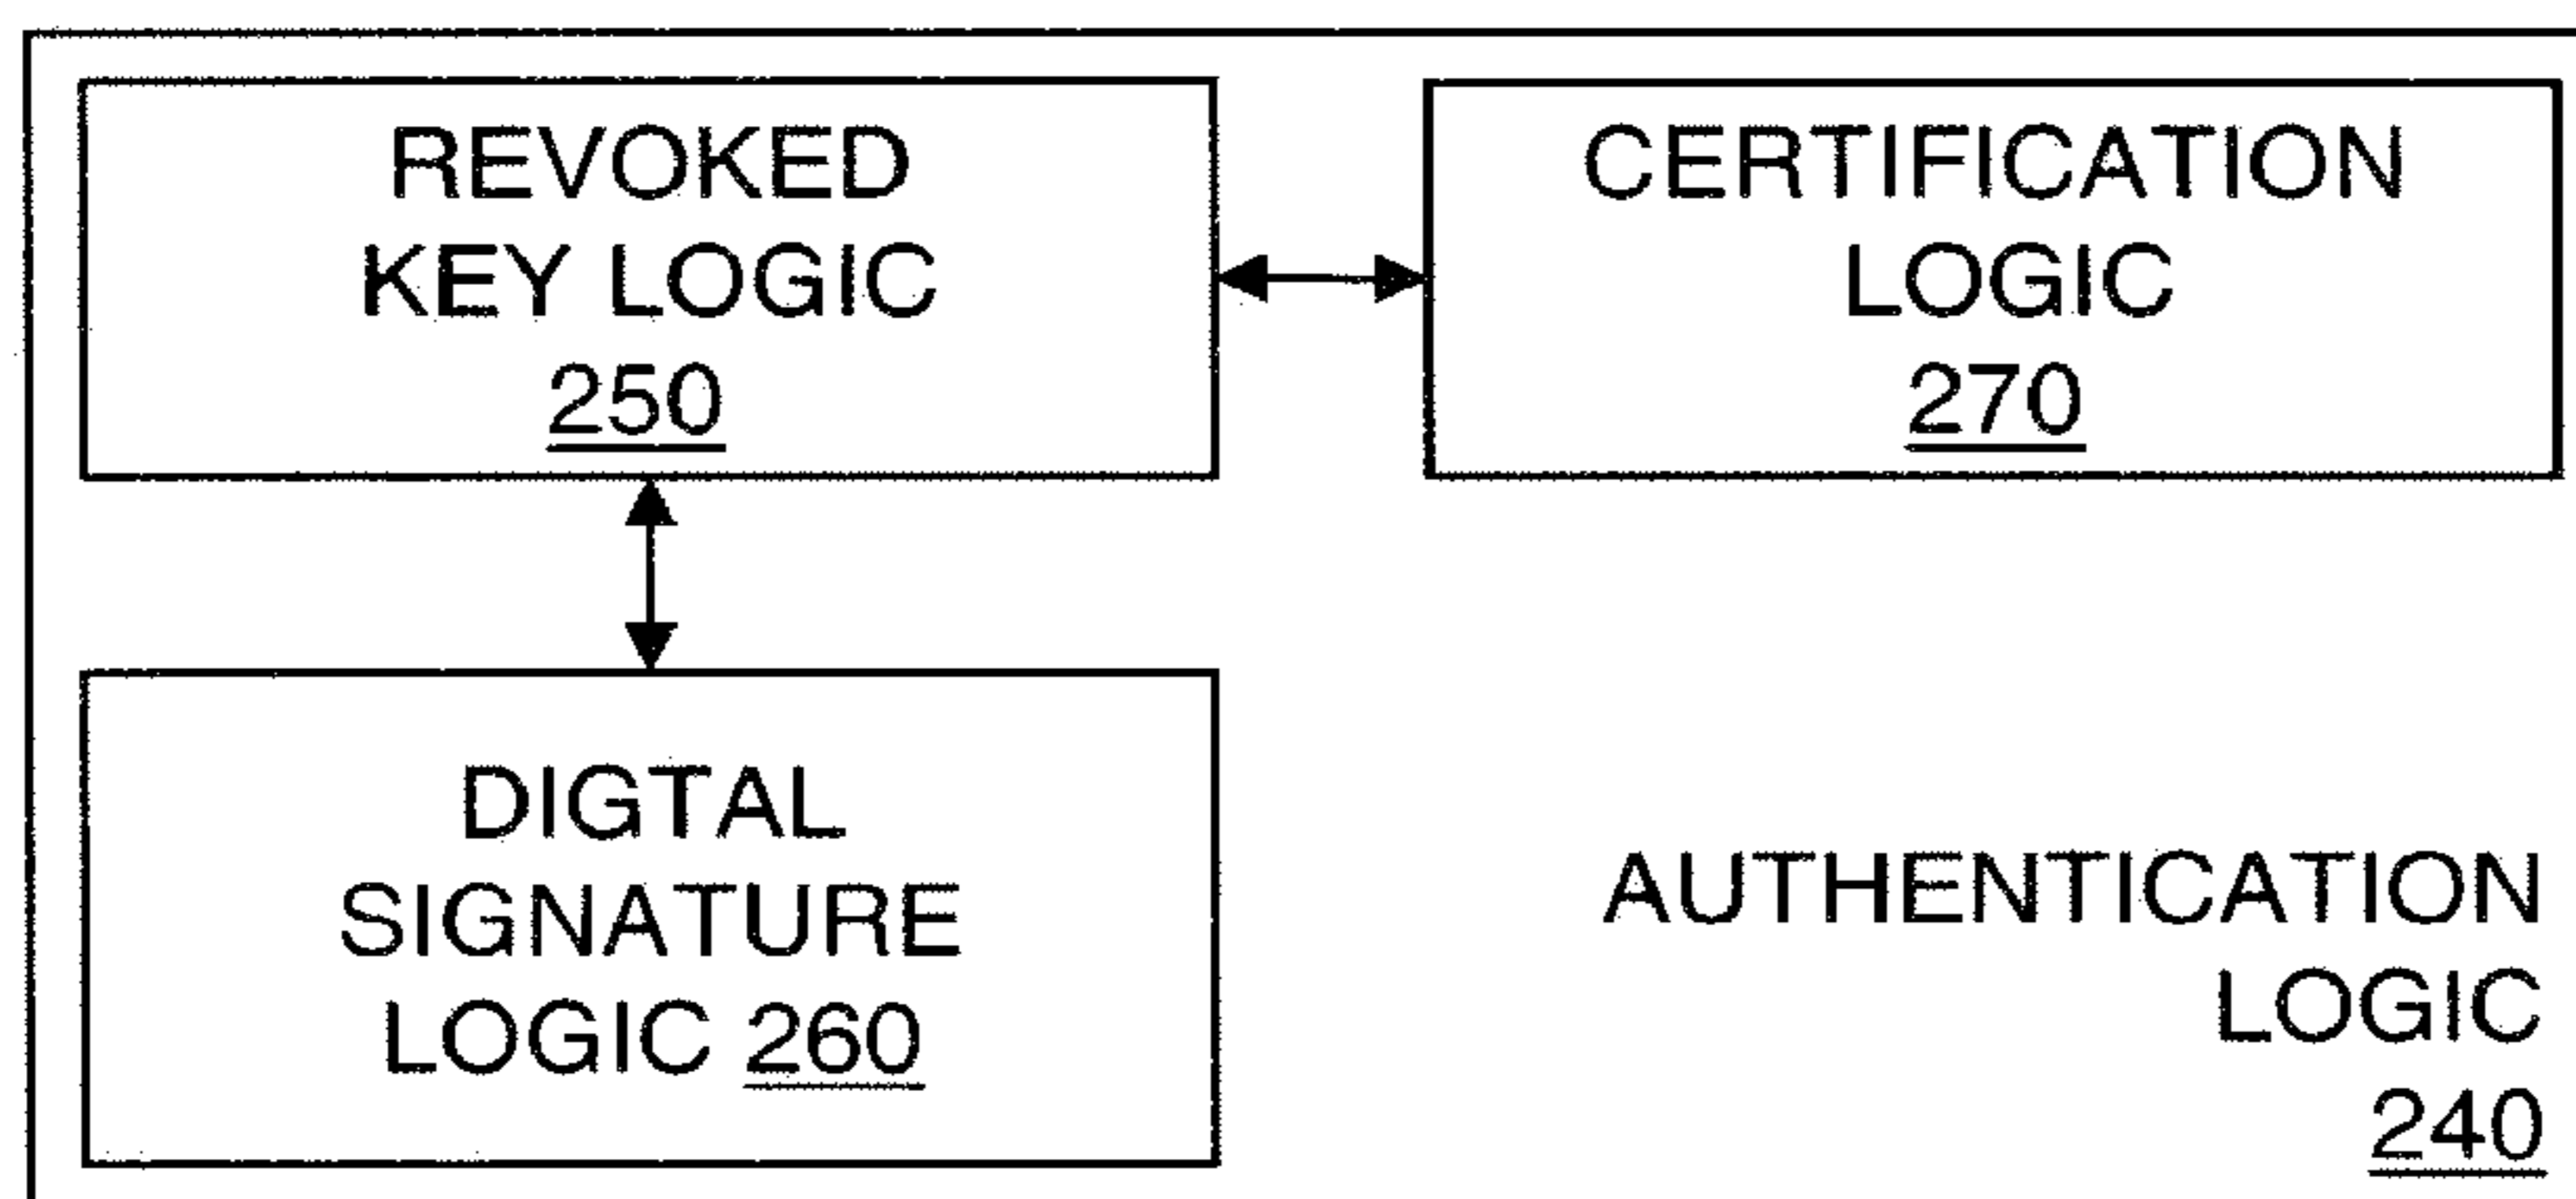 REVOKED
KEY LOGIC
250
CERTIFICATION
LOGIC
270
DIGTAL
SIGNATURE
LOGIC 260
AUTHENTICATION
LOGIC
240